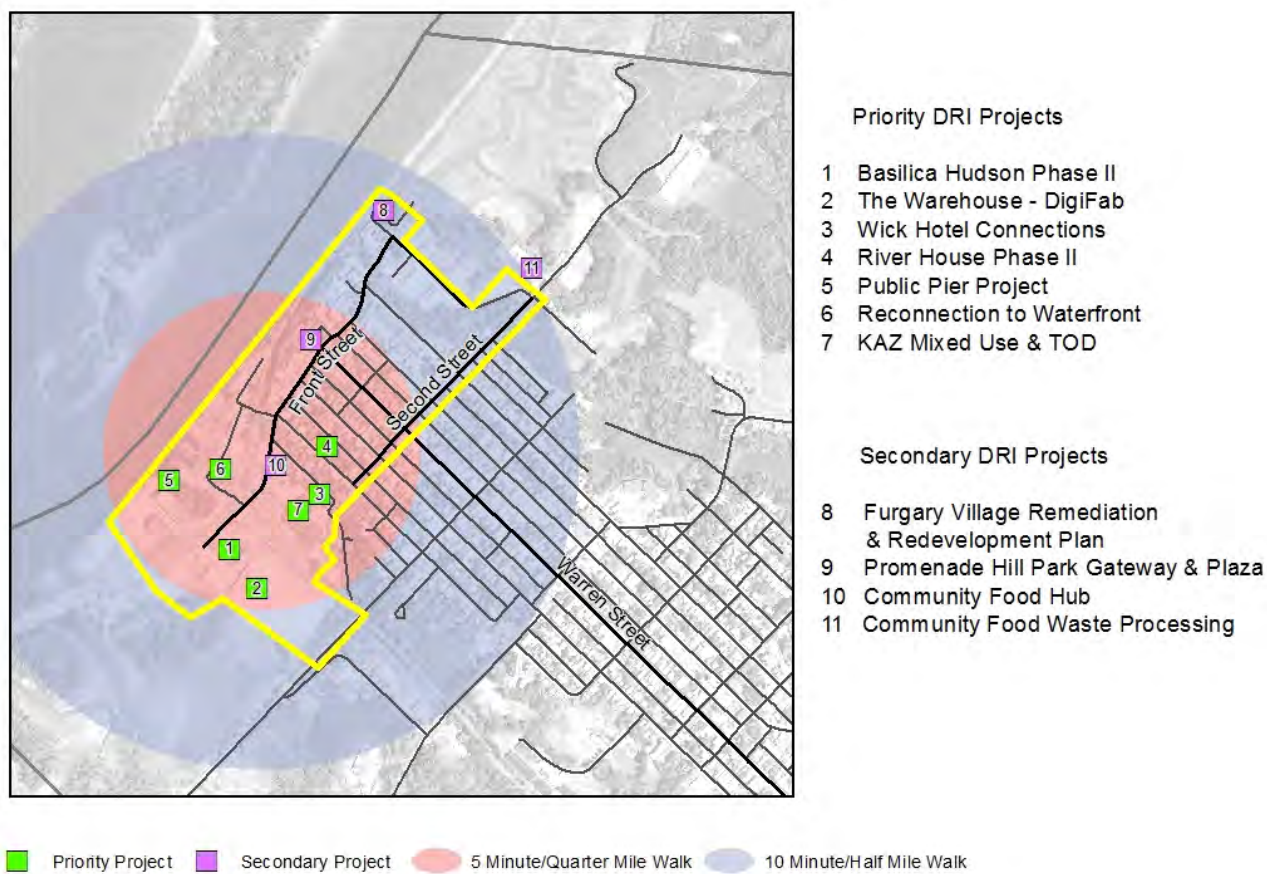 8
11
9
Front Street
Second Street
4
10
6
5
3
7
1
2
Warren Street
Priority DRI Projects
1 Basilica Hudson Phase II
2 The Warehouse - DigiFab
3 Wick Hotel Connections
4 River House Phase II
5 Public Pier Project
6 Reconnection to Waterfront
7 KAZ Mixed Use & TOD
Secondary DRI Projects
8 Furgary Village Remediation
& Redevelopment Plan
9 Promenade Hill Park Gateway & Plaza
10 Community Food Hub
11 Community Food Waste Processing
Priority Project Secondary Project 5 Minute/Quarter Mile Walk 10 Minute/Half Mile Walk